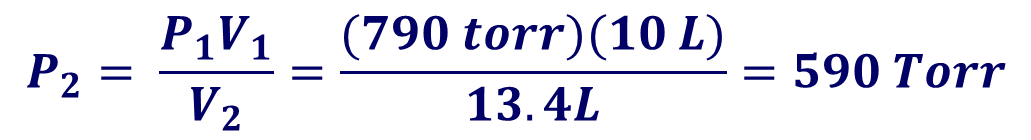 P₂ = P₁V₁ / V₂ = (790 torr)(10 L) / 13.4L = 590 Torr